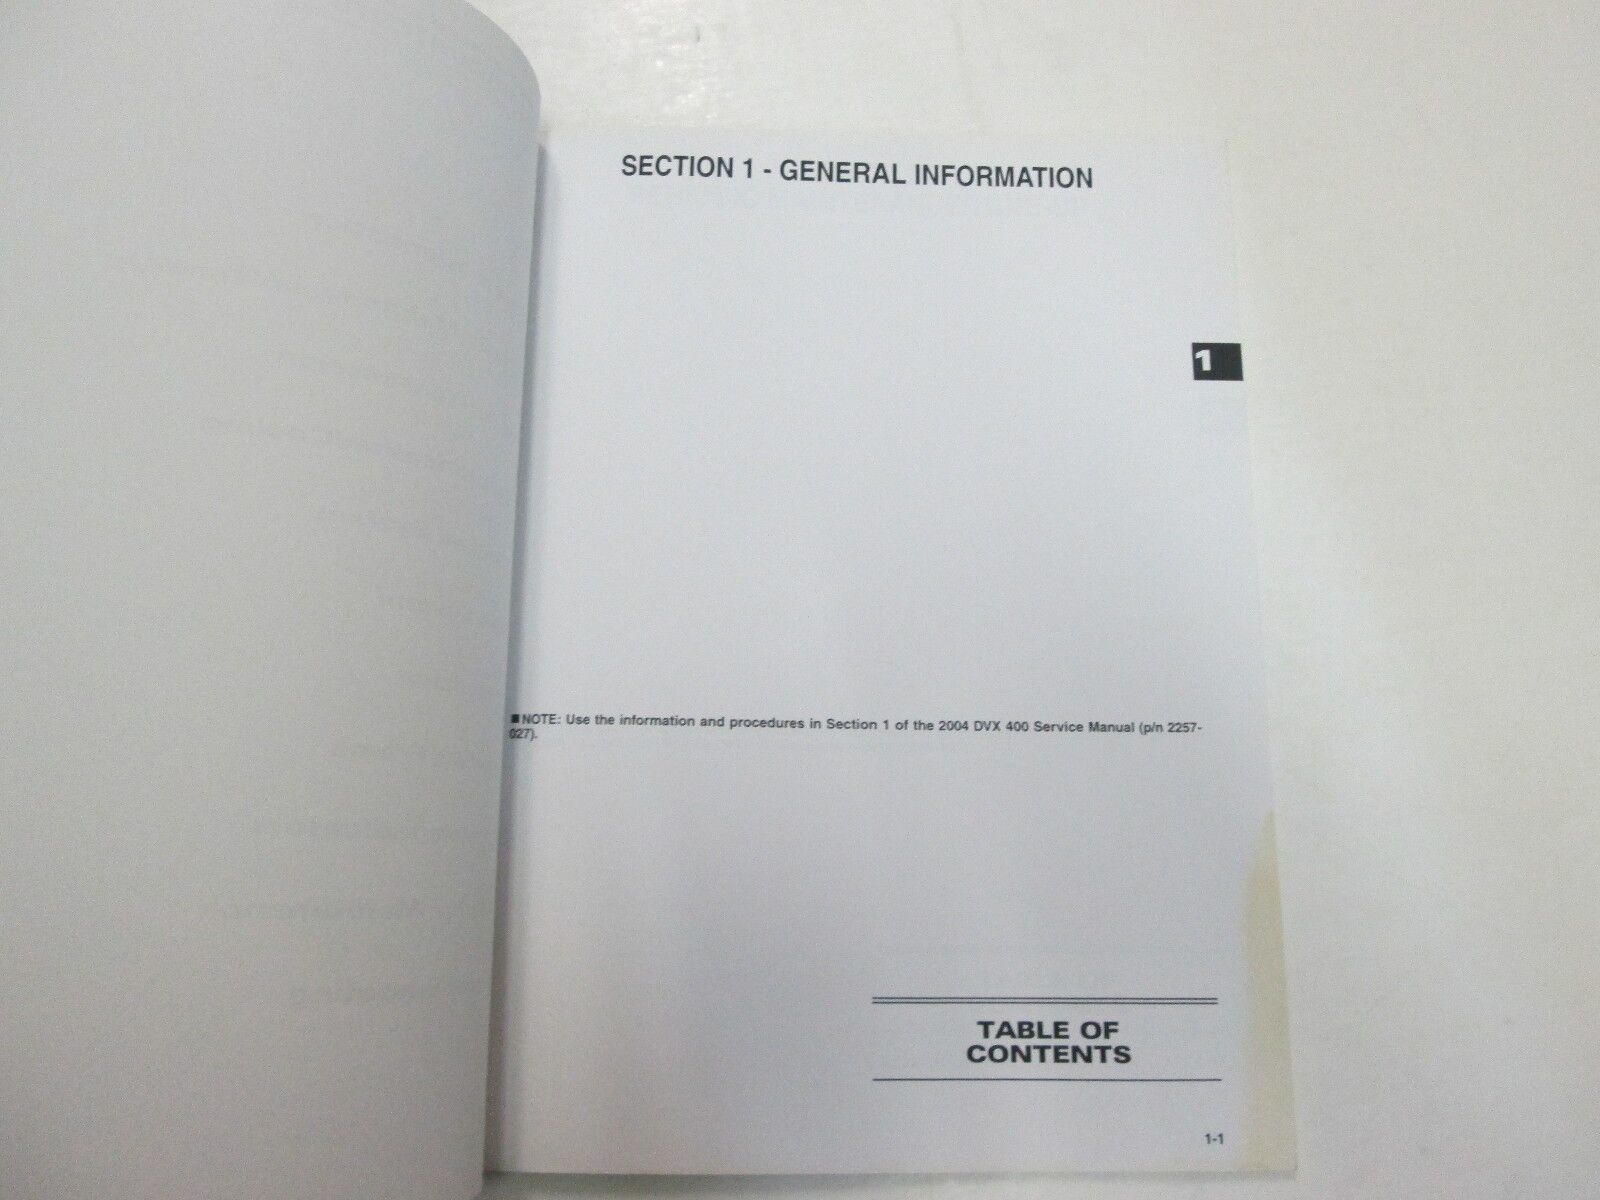 SECTION 1 - GENERAL INFORMATION
1
■NOTE: Use the information and procedures in Section 1 of the 2004 DVX 400 Service Manual (p/n 2257-
027).
TABLE OF
CONTENTS
1-1